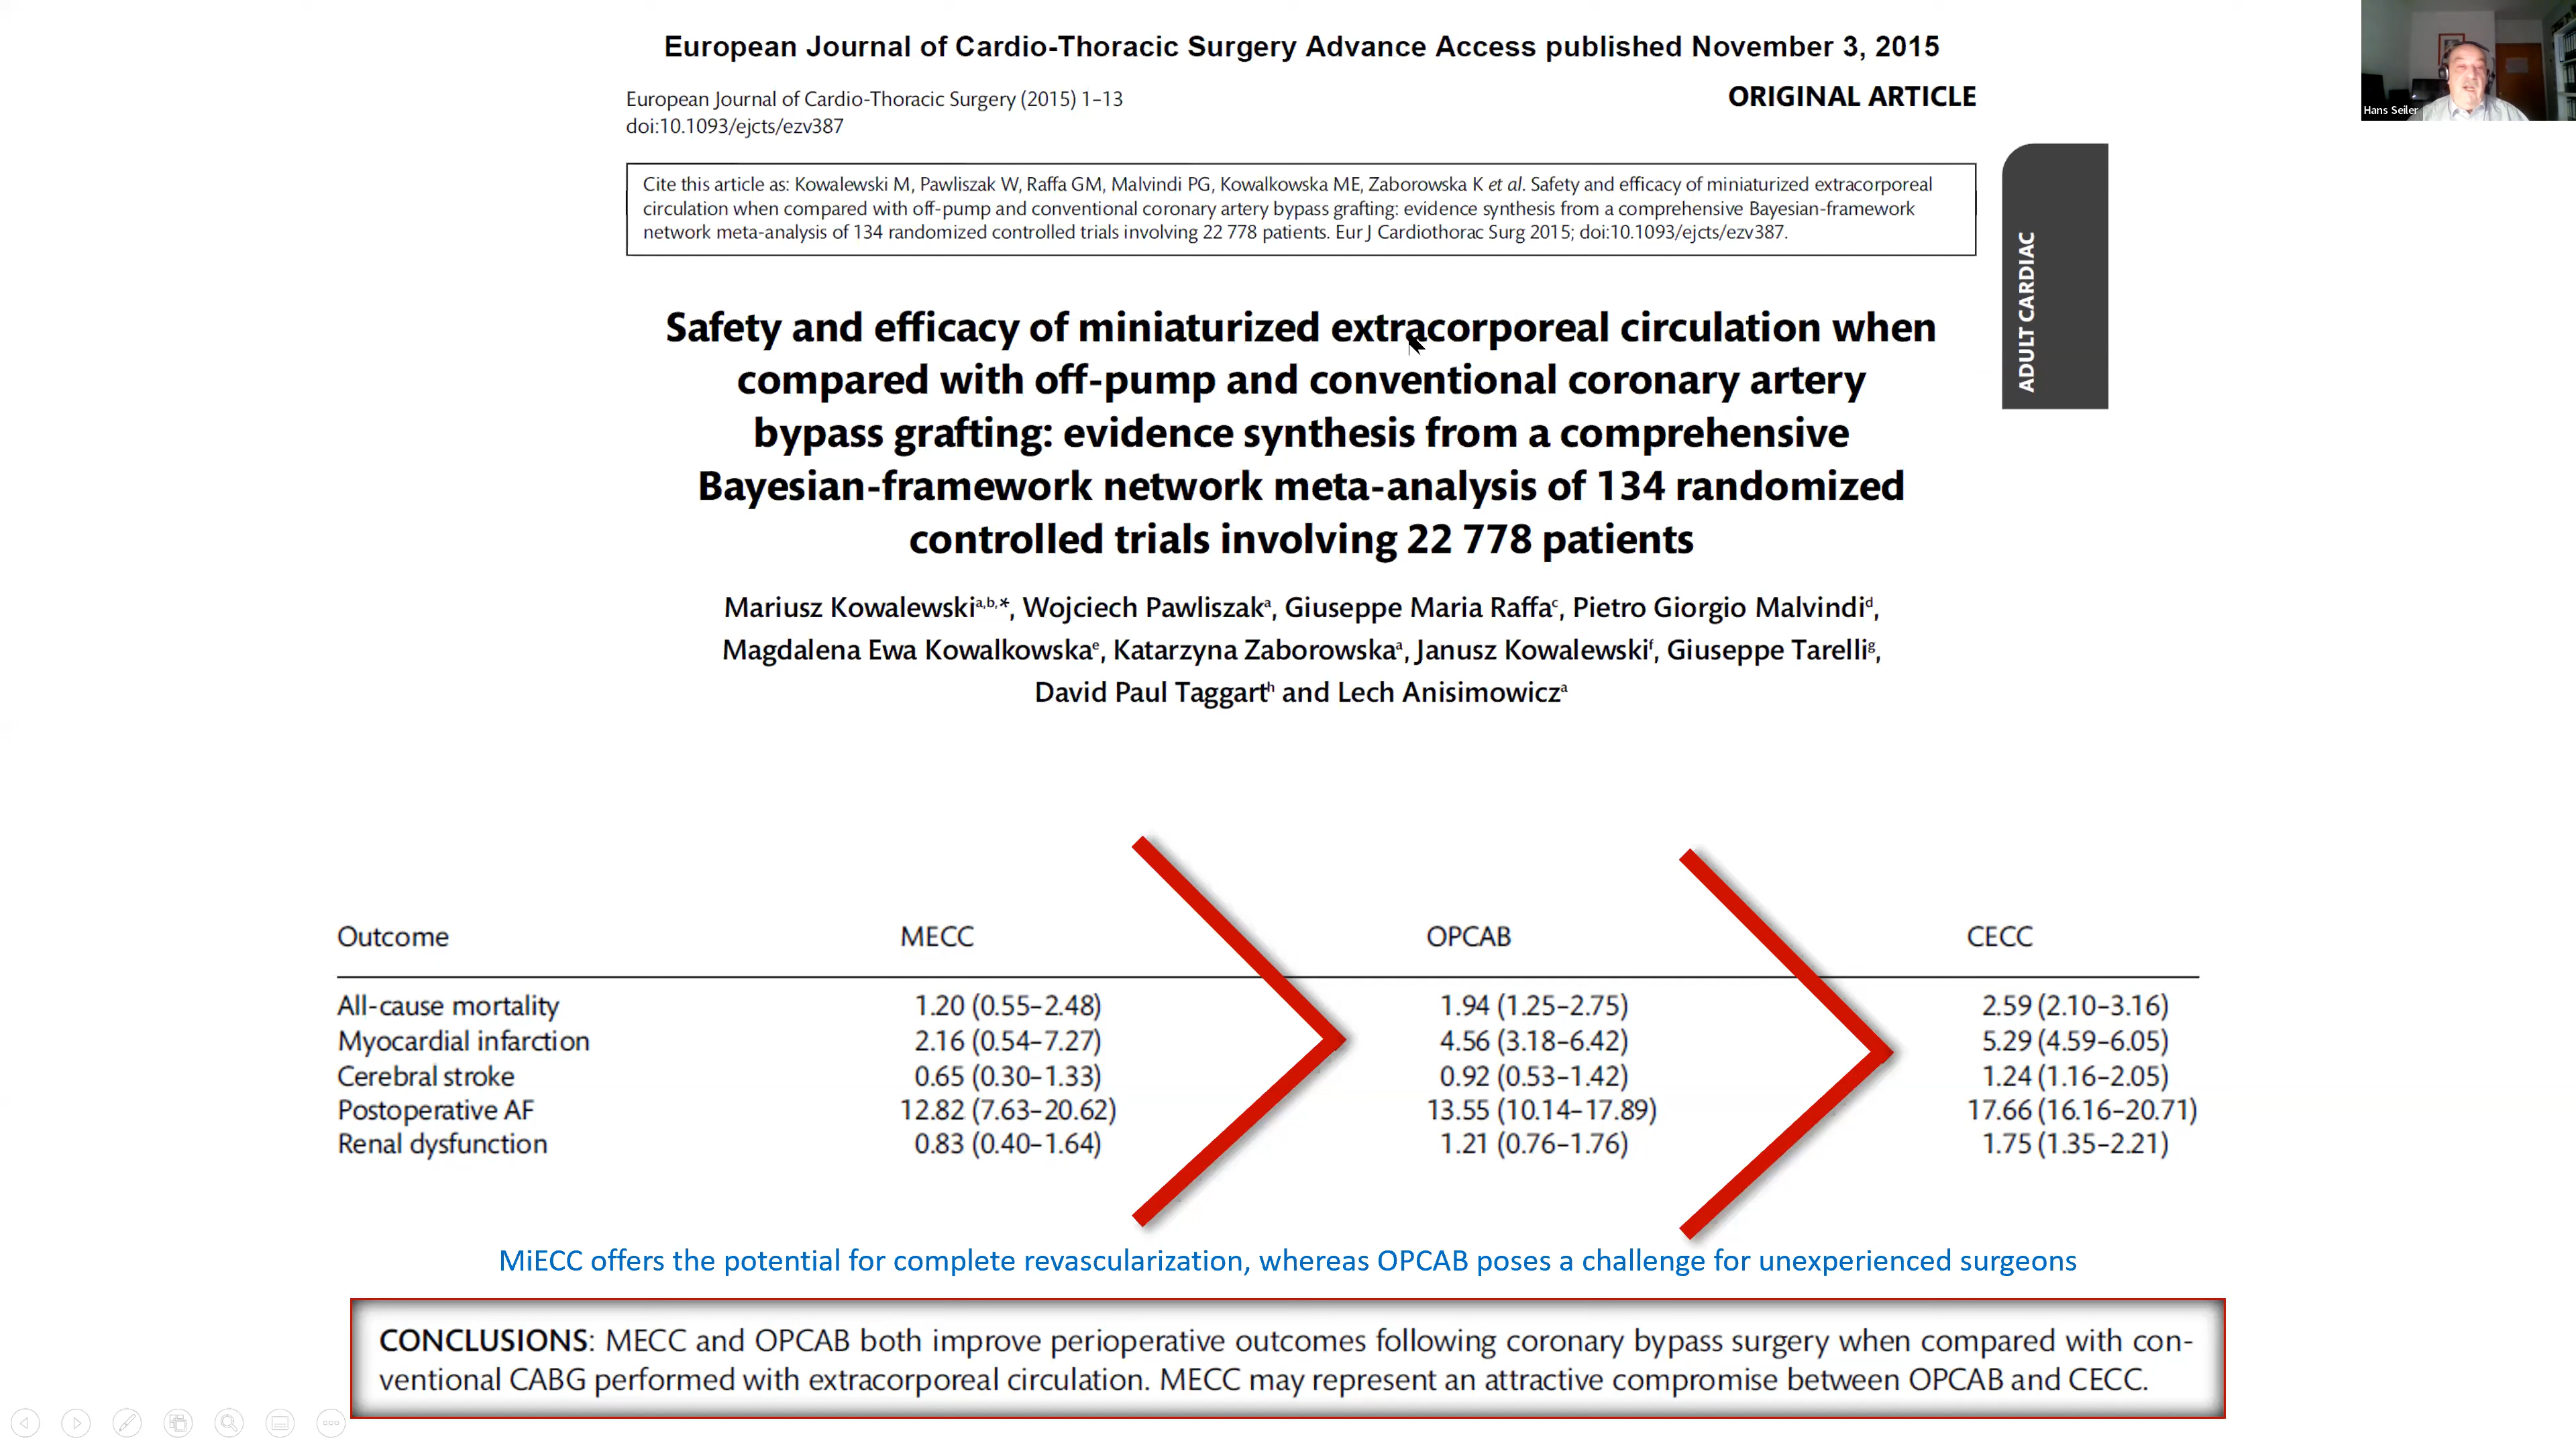 European Journal of Cardio-Thoracic Surgery Advance Access published November 3, 2015
European Journal of Cardio-Thoracic Surgery (2015) 1–13
ORIGINAL ARTICLE
doi:10.1093/ejcts/ezv387
Hans Seiler
Cite this article as: Kowalewski M, Pawliszak W, Raffa GM, Malvindi PG, Kowalkowska ME, Zaborowska K et al. Safety and efficacy of miniaturized extracorporeal
circulation when compared with off-pump and conventional coronary artery bypass grafting: evidence synthesis from a comprehensive Bayesian-framework
network meta-analysis of 134 randomized controlled trials involving 22 778 patients. Eur J Cardiothorac Surg 2015; doi:10.1093/ejcts/ezv387.
ADULT CARDIAC
Safety and efficacy of miniaturized extracorporeal circulation when
compared with off-pump and conventional coronary artery
bypass grafting: evidence synthesis from a comprehensive
Bayesian-framework network meta-analysis of 134 randomized
controlled trials involving 22 778 patients
Mariusz Kowalewskia,b,*, Wojciech Pawliszaka, Giuseppe Maria Raffac, Pietro Giorgio Malvindid,
Magdalena Ewa Kowalkowskae, Katarzyna Zaborowskaa, Janusz Kowalewskif, Giuseppe Tarellig,
David Paul Taggarth and Lech Anisimowicza
Outcome MECC OPCAB CECC
All-cause mortality 1.20 (0.55–2.48) 1.94 (1.25–2.75) 2.59 (2.10–3.16)
Myocardial infarction 2.16 (0.54–7.27) 4.56 (3.18–6.42) 5.29 (4.59–6.05)
Cerebral stroke 0.65 (0.30–1.33) 0.92 (0.53–1.42) 1.24 (1.16–2.05)
Postoperative AF 12.82 (7.63–20.62) 13.55 (10.14–17.89) 17.66 (16.16–20.71)
Renal dysfunction 0.83 (0.40–1.64) 1.21 (0.76–1.76) 1.75 (1.35–2.21)
MiECC offers the potential for complete revascularization, whereas OPCAB poses a challenge for unexperienced surgeons
CONCLUSIONS: MECC and OPCAB both improve perioperative outcomes following coronary bypass surgery when compared with con-
ventional CABG performed with extracorporeal circulation. MECC may represent an attractive compromise between OPCAB and CECC.